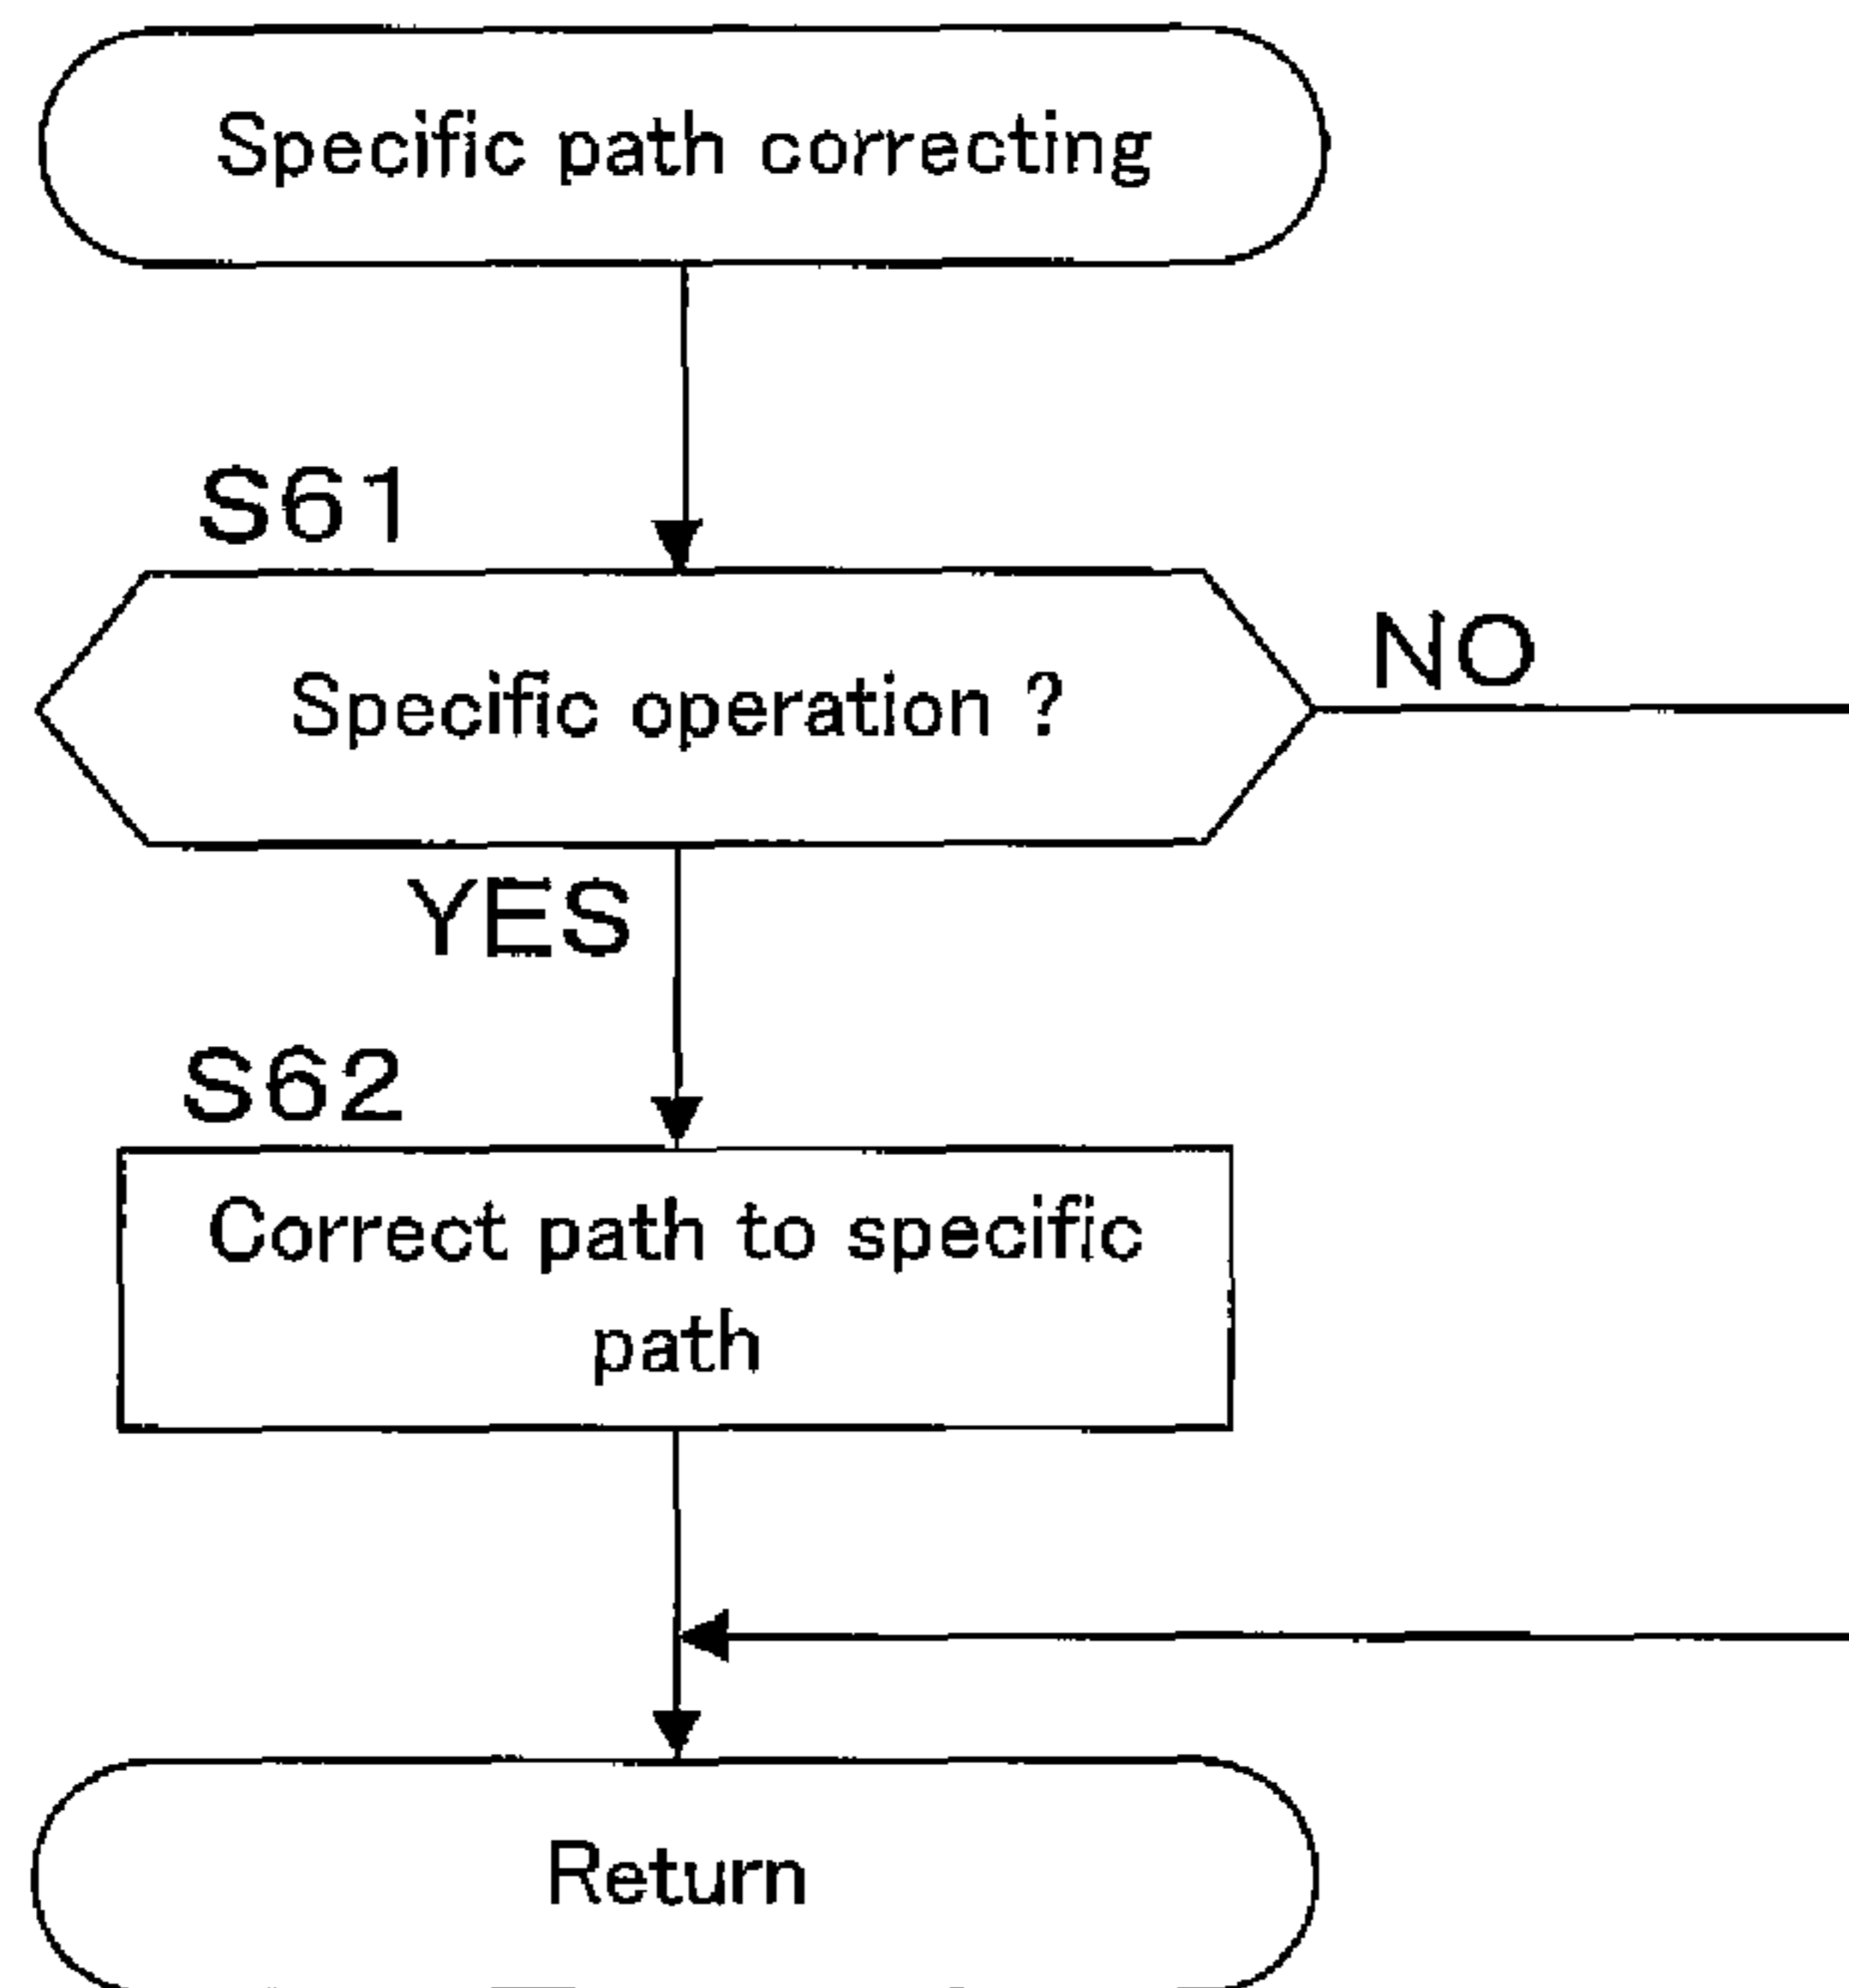 Specific path correcting
S61
Specific operation ?
NO
YES
S62
Correct path to specific
path
Return